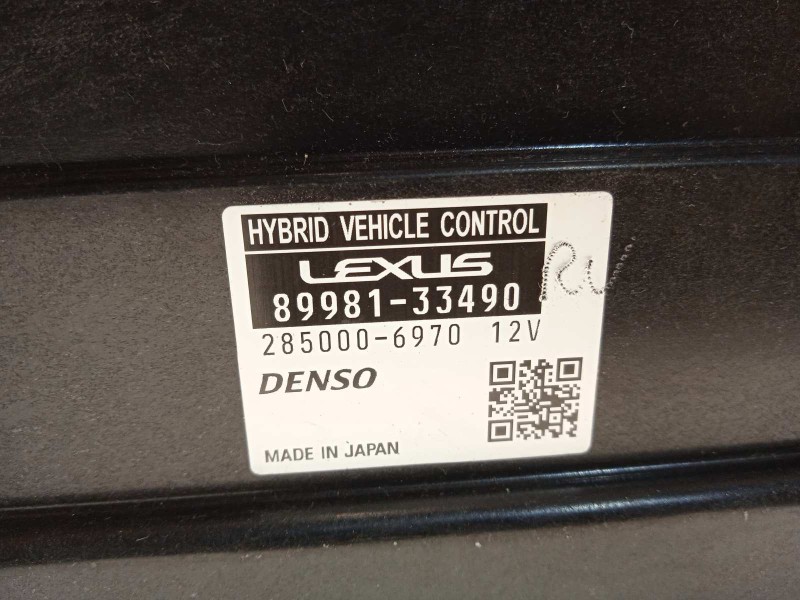 HYBRID VEHICLE CONTROL
LEXUS
89981-33490
285000-6970 12V
DENSO
MADE IN JAPAN